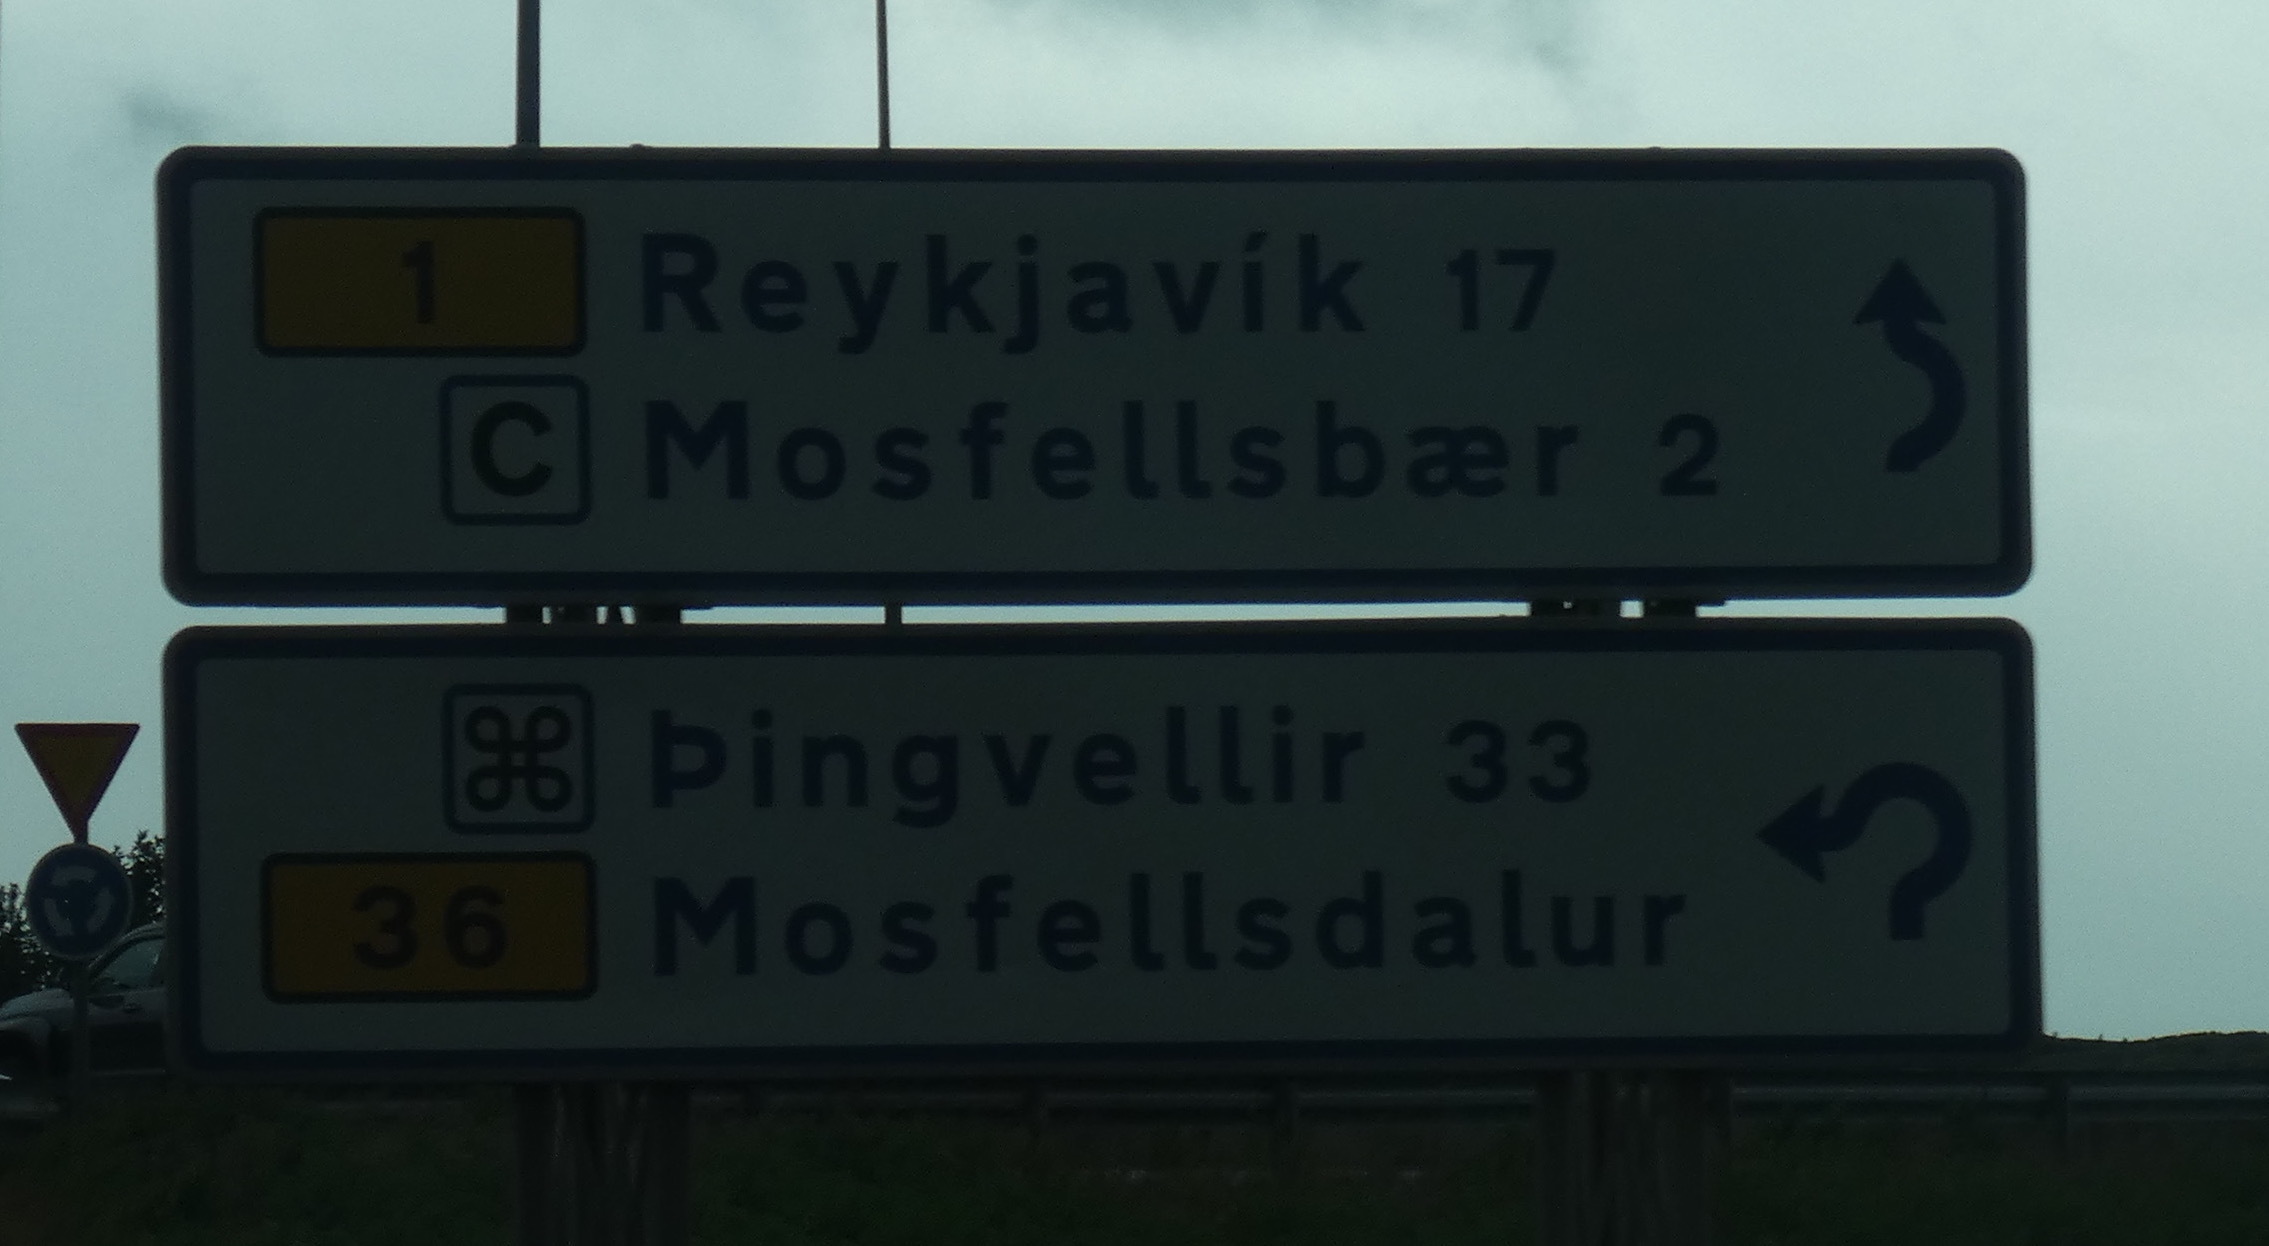 1 Reykjavík 17
C Mosfellsbær 2
⌘ Þingvellir 33
36 Mosfellsdalur